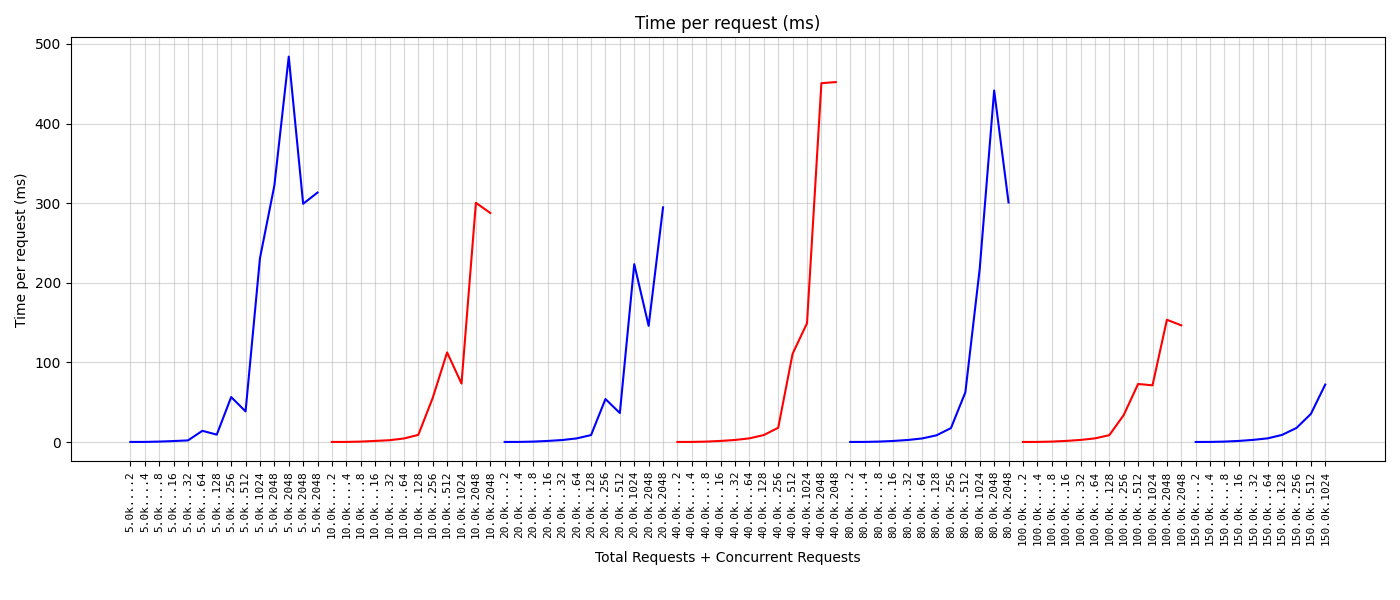 Time per request (ms)
500
400
300
200
100
0
Time per request (ms)
5.0k....2
5.0k....4
5.0k....8
5.0k...16
5.0k...32
5.0k...64
5.0k..128
5.0k..256
5.0k..512
5.0k.1024
5.0k.2048
5.0k.2048
5.0k.2048
5.0k.2048
10.0k....2
10.0k....4
10.0k....8
10.0k...16
10.0k...32
10.0k...64
10.0k..128
10.0k..256
10.0k..512
10.0k.1024
10.0k.2048
10.0k.2048
20.0k....2
20.0k....4
20.0k....8
20.0k...16
20.0k...32
20.0k...64
20.0k..128
20.0k..256
20.0k..512
20.0k.1024
20.0k.2048
20.0k.2048
40.0k....2
40.0k....4
40.0k....8
40.0k...16
40.0k...32
40.0k...64
40.0k..128
40.0k..256
40.0k..512
40.0k.1024
40.0k.2048
40.0k.2048
80.0k....2
80.0k....4
80.0k....8
80.0k...16
80.0k...32
80.0k...64
80.0k..128
80.0k..256
80.0k..512
80.0k.1024
80.0k.2048
80.0k.2048
100.0k....2
100.0k....4
100.0k....8
100.0k...16
100.0k...32
100.0k...64
100.0k..128
100.0k..256
100.0k..512
100.0k.1024
100.0k.2048
100.0k.2048
150.0k....2
150.0k....4
150.0k....8
150.0k...16
150.0k...32
150.0k...64
150.0k..128
150.0k..256
150.0k..512
150.0k.1024
Total Requests + Concurrent Requests